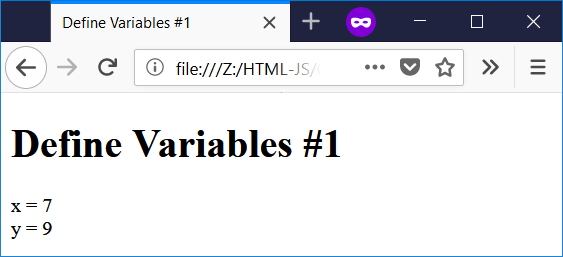 Define Variables #1
file:///Z:/HTML-JS/
Define Variables #1
x = 7
y = 9